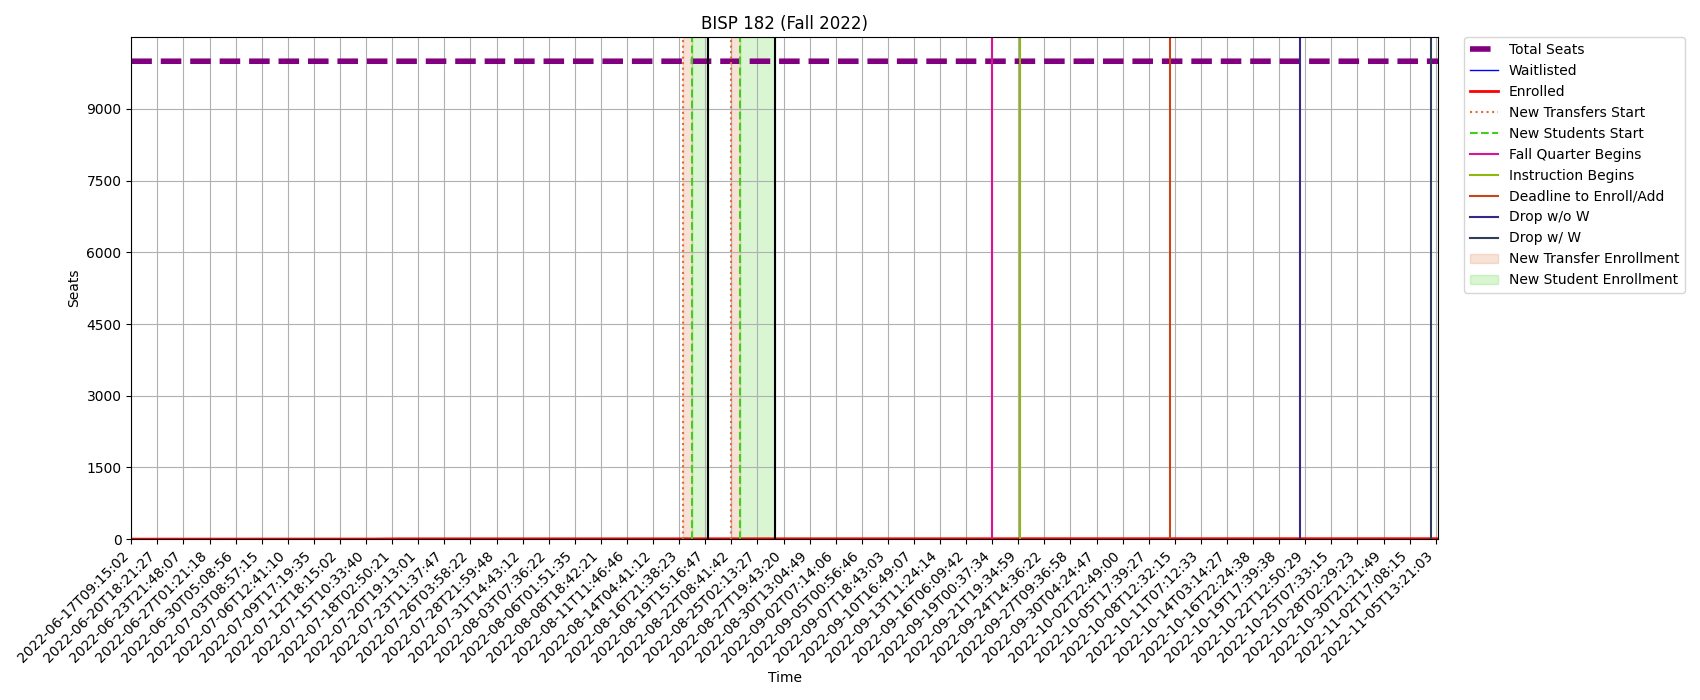 BISP 182 (Fall 2022)
Seats
9000
7500
6000
4500
3000
1500
0
2022-06-17T09:15:02
2022-06-20T18:21:27
2022-06-23T21:48:07
2022-06-27T01:21:18
2022-06-30T05:08:56
2022-07-03T08:57:15
2022-07-06T12:41:10
2022-07-09T17:19:35
2022-07-12T18:15:02
2022-07-15T10:33:40
2022-07-18T02:50:21
2022-07-20T19:13:01
2022-07-23T11:37:47
2022-07-26T03:58:22
2022-07-28T21:59:48
2022-07-31T14:43:12
2022-08-03T07:36:22
2022-08-06T01:51:35
2022-08-08T18:42:21
2022-08-11T11:46:46
2022-08-14T04:41:12
2022-08-16T21:38:23
2022-08-19T15:16:47
2022-08-22T08:41:42
2022-08-25T02:13:27
2022-08-27T19:43:20
2022-08-30T13:04:49
2022-09-02T07:14:06
2022-09-05T00:56:46
2022-09-07T18:43:03
2022-09-10T16:49:07
2022-09-13T11:24:14
2022-09-16T06:09:42
2022-09-19T00:37:34
2022-09-21T19:34:59
2022-09-24T14:36:22
2022-09-27T09:36:58
2022-09-30T04:24:47
2022-10-02T22:49:00
2022-10-05T17:39:27
2022-10-08T12:32:15
2022-10-11T07:12:33
2022-10-14T03:14:27
2022-10-16T22:24:38
2022-10-19T17:39:38
2022-10-22T12:50:29
2022-10-25T07:33:15
2022-10-28T02:29:23
2022-10-30T21:21:49
2022-11-02T17:08:15
2022-11-05T13:21:03
Time
Total Seats
Waitlisted
Enrolled
New Transfers Start
New Students Start
Fall Quarter Begins
Instruction Begins
Deadline to Enroll/Add
Drop w/o W
Drop w/ W
New Transfer Enrollment
New Student Enrollment